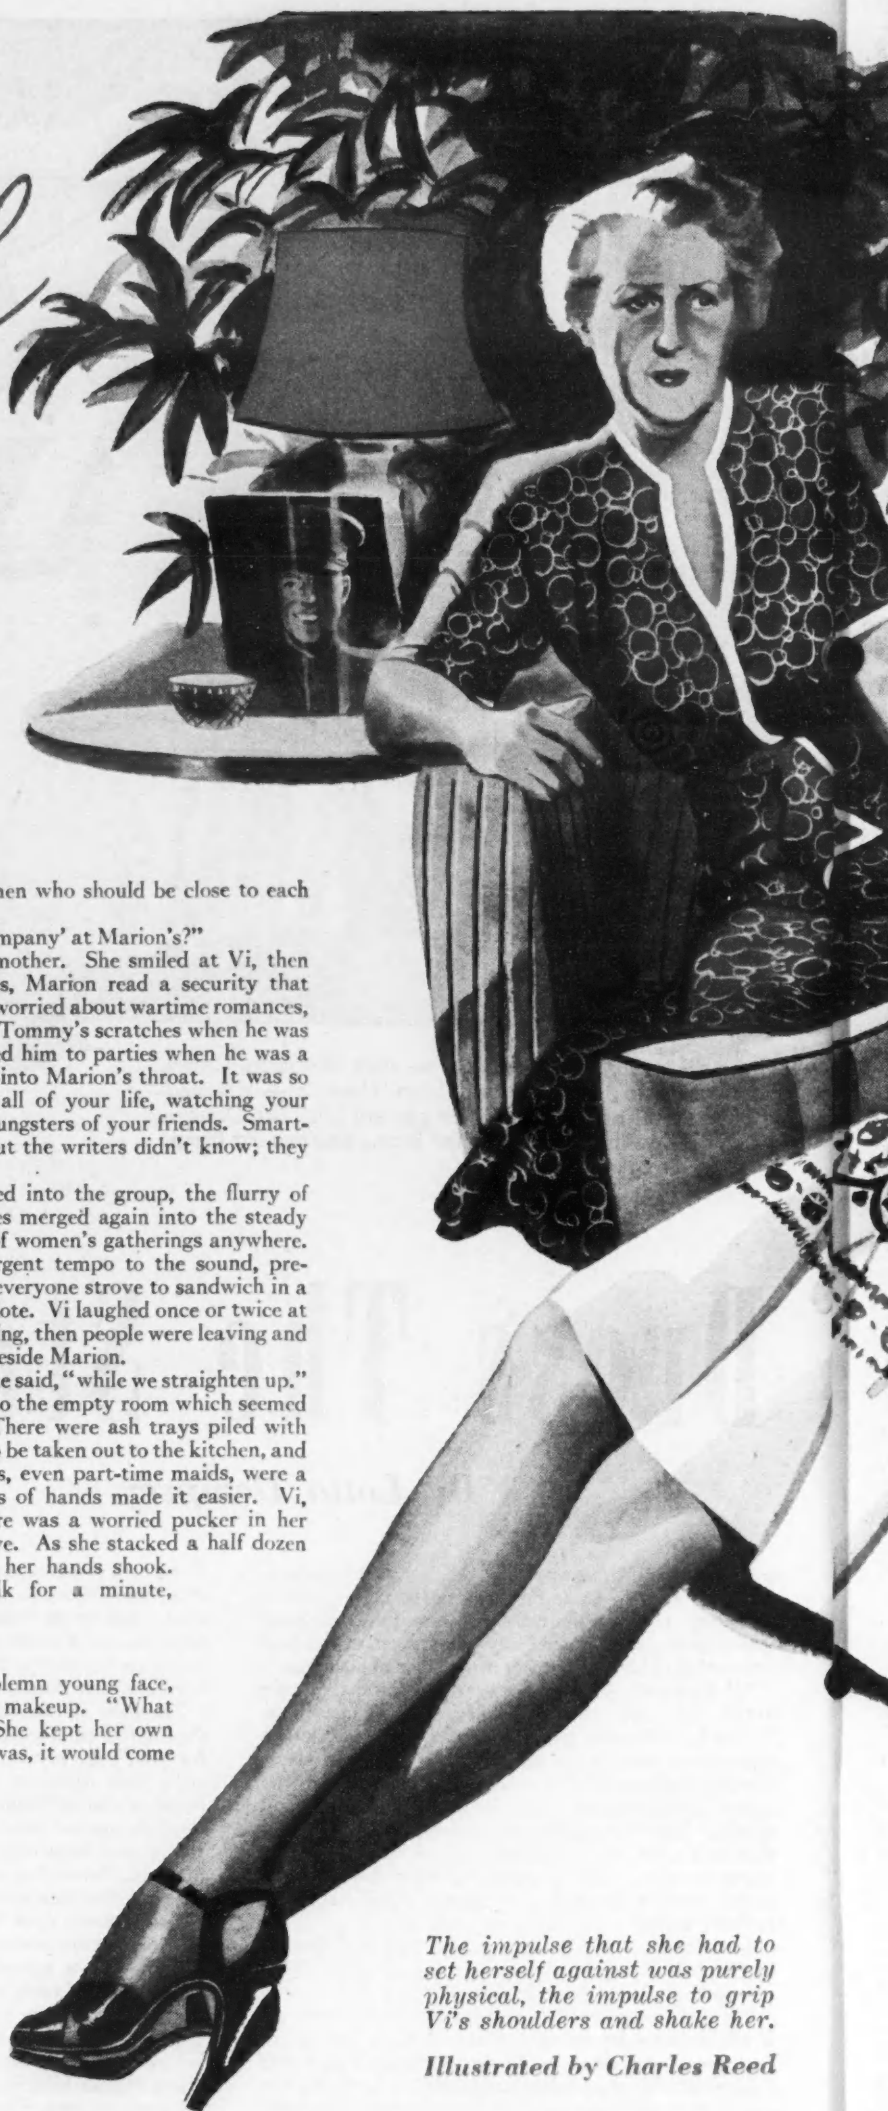 en who should be close to each
mpany' at Marion's?"
mother. She smiled at Vi, then
s, Marion read a security that
worried about wartime romances,
Tommy's scratches when he was
ed him to parties when he was a
into Marion's throat. It was so
all of your life, watching your
ungsters of your friends. Smart-
ut the writers didn't know; they
ed into the group, the flurry of
es merged again into the steady
f women's gatherings anywhere.
rgent tempo to the sound, pre-
everyone strove to sandwich in a
ote. Vi laughed once or twice at
ng, then people were leaving and
eside Marion.
e said, "while we straighten up."
o the empty room which seemed
There were ash trays piled with
be taken out to the kitchen, and
s, even part-time maids, were a
s of hands made it easier. Vi,
re was a worried pucker in her
ve. As she stacked a half dozen
her hands shook.
lk for a minute,
lemn young face,
makeup. "What
She kept her own
was, it would come
The impulse that she had to
set herself against was purely
physical, the impulse to grip
Vi's shoulders and shake her.
Illustrated by Charles Reed